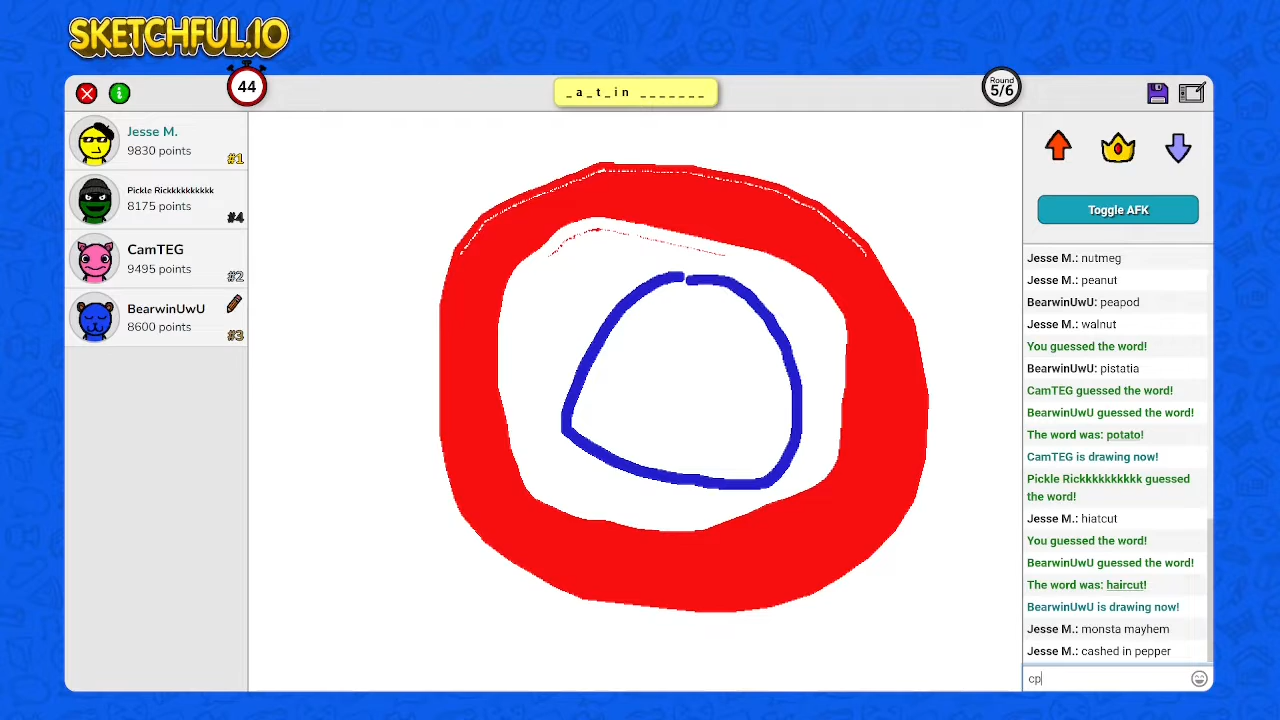 SKETCHFUL.IO
44
_ a _ t _ i n _ _ _ _ _ _ _
Round
5/6
Jesse M.
9830 points
#1
Pickle Rickkkkkkkkkk
8175 points
#4
CamTEG
9495 points
#2
BearwinUwU
8600 points
#3
Toggle AFK
Jesse M.: nutmeg
Jesse M.: peanut
BearwinUwU: peapod
Jesse M.: walnut
You guessed the word!
BearwinUwU: pistatia
CamTEG guessed the word!
BearwinUwU guessed the word!
The word was: potato!
CamTEG is drawing now!
Pickle Rickkkkkkkkkk guessed
the word!
Jesse M.: hiatcut
You guessed the word!
BearwinUwU guessed the word!
The word was: haircut!
BearwinUwU is drawing now!
Jesse M.: monsta mayhem
Jesse M.: cashed in pepper
cp